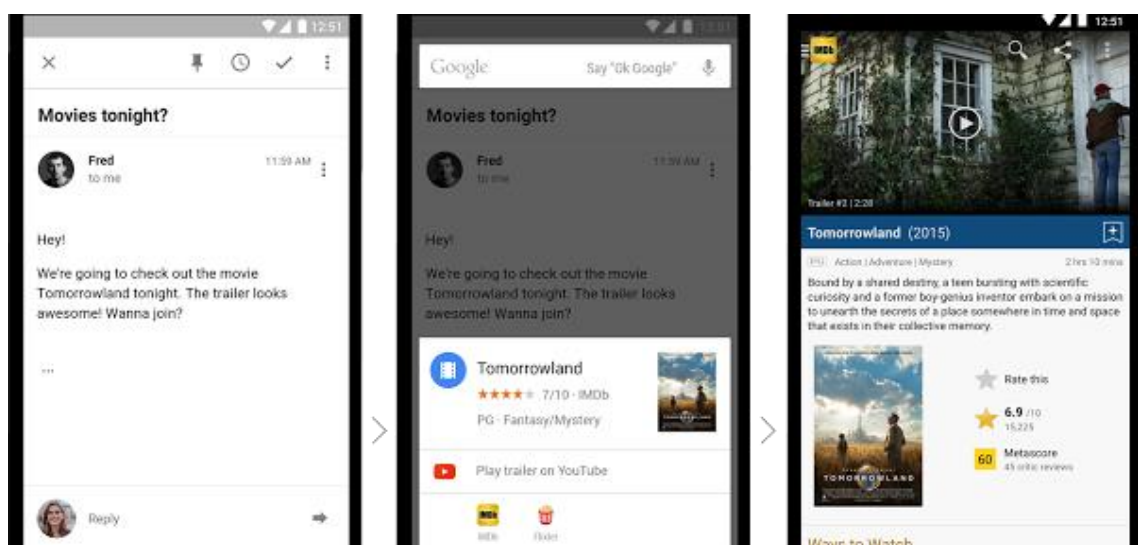 12:51
Movies tonight?
Fred
11:59 AM
to me
Hey!
We're going to check out the movie
Tomorrowland tonight. The trailer looks
awesome! Wanna join?
...
Reply
12:51
Google
Say "Ok Google"
Movies tonight?
Fred
11:59 AM
to me
Hey!
We're going to check out the movie
Tomorrowland tonight. The trailer looks
awesome! Wanna join?
Tomorrowland
7/10 · IMDb
PG · Fantasy/Mystery
TOMORROWLAND
Play trailer on YouTube
IMDb
IMDb
Flixster
12:51
IMDb
Trailer #2 | 2:28
Tomorrowland (2015)
PG Action | Adventure | Mystery
2 hrs 10 mins
Bound by a shared destiny, a teen bursting with scientific
curiosity and a former boy-genius inventor embark on a mission
to unearth the secrets of a place somewhere in time and space
that exists in their collective memory.
TOMORROWLAND
Rate this
6.9 /10
15,225
60
Metascore
45 critic reviews
Ways to Watch